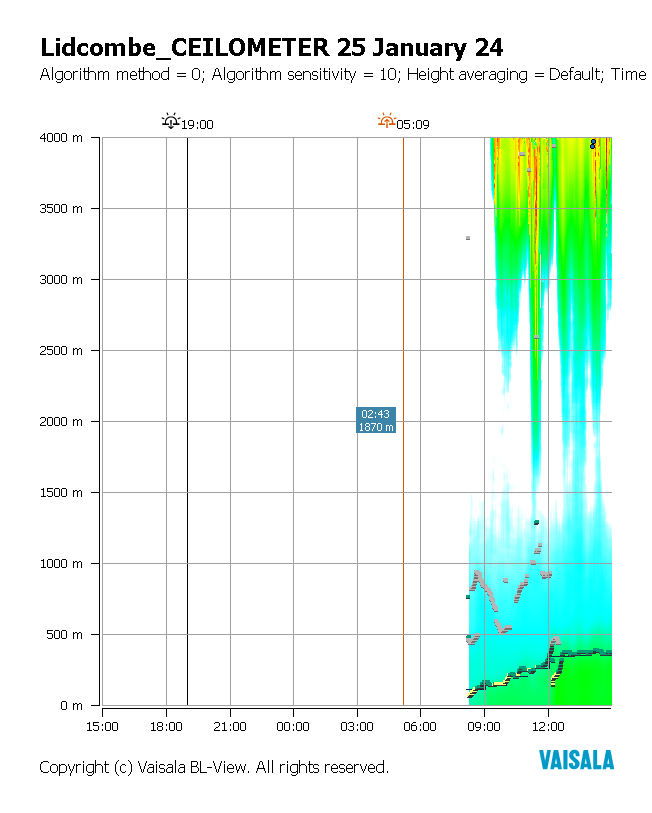 Lidcombe_CEILOMETER 25 January 24
Algorithm method = 0; Algorithm sensitivity = 10; Height averaging = Default; Time
19:00
05:09
4000 m
3500 m
3000 m
2500 m
2000 m
1500 m
1000 m
500 m
0 m
02:43
1870 m
15:00 18:00 21:00 00:00 03:00 06:00 09:00 12:00
VAISALA
Copyright (c) Vaisala BL-View. All rights reserved.